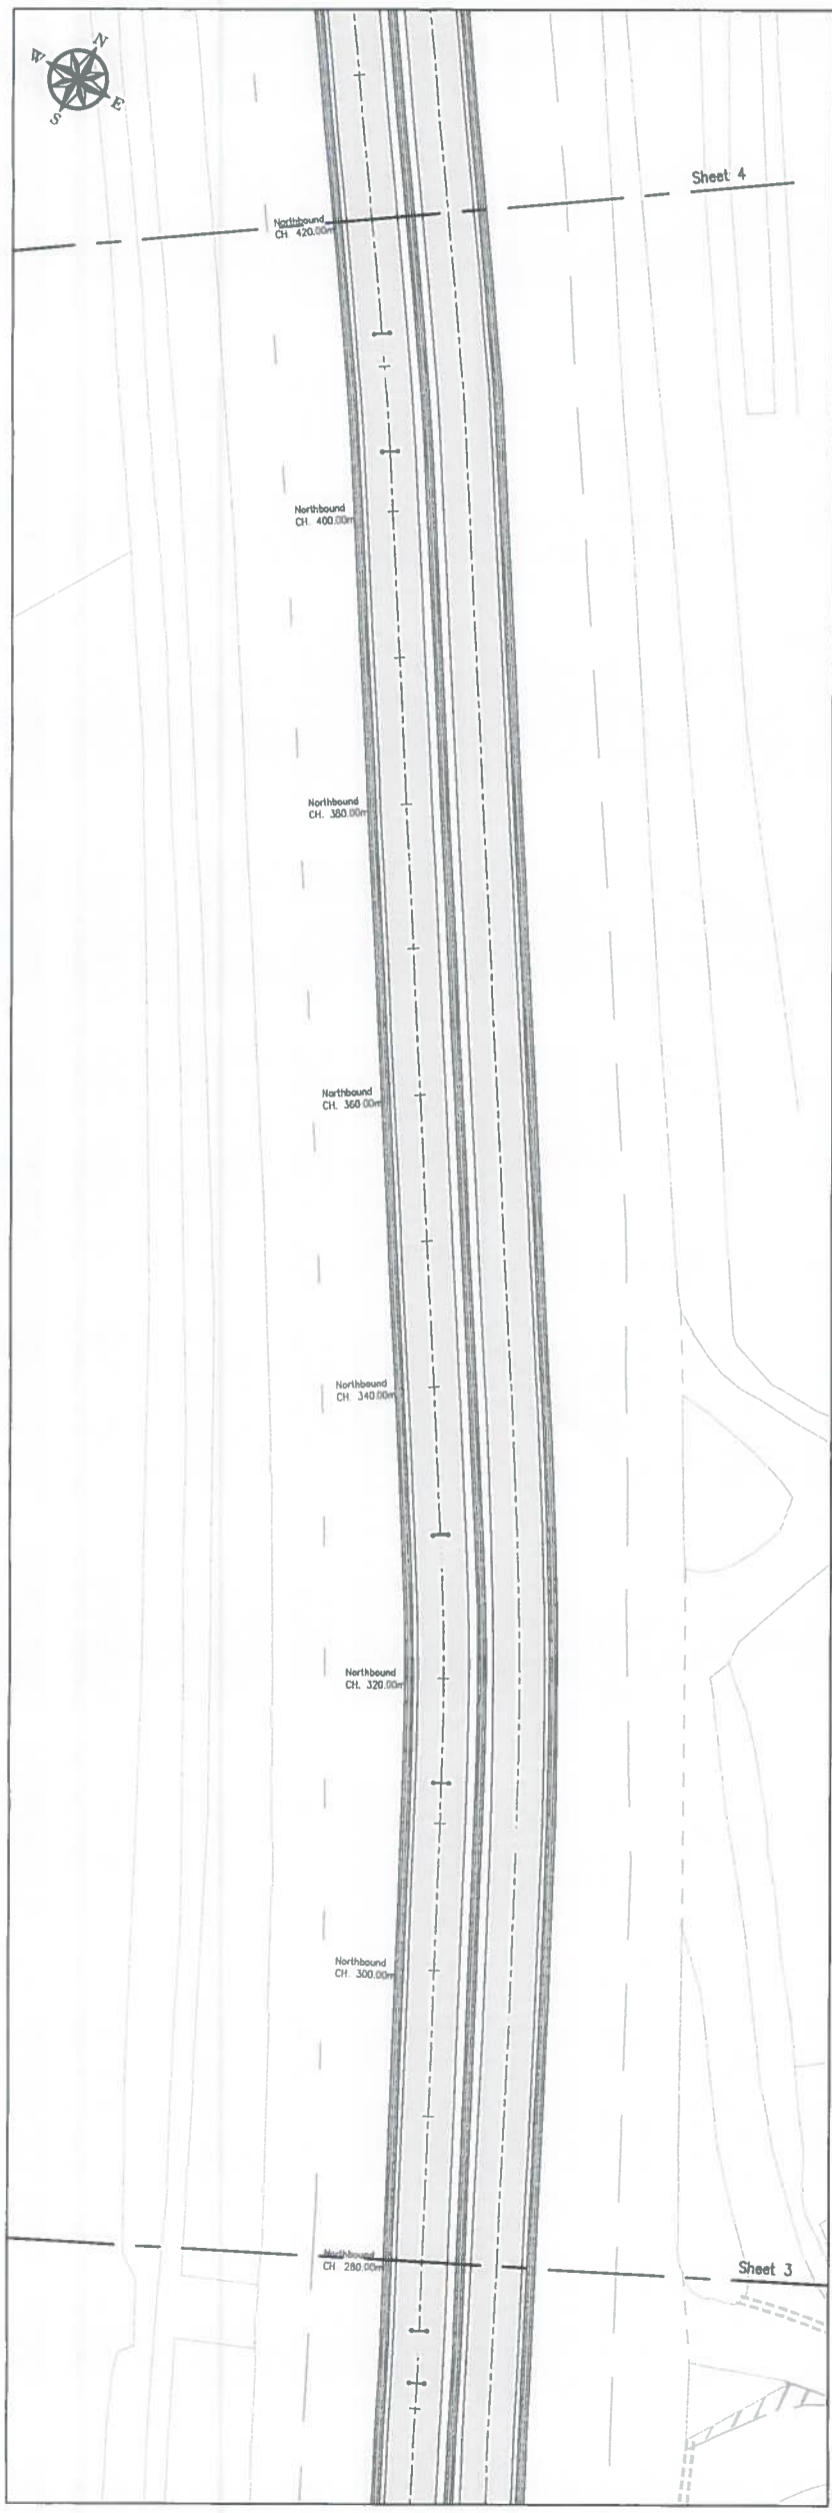 N
W
E
S
Sheet 4
Northbound
CH. 420.00m
Northbound
CH. 400.00m
Northbound
CH. 380.00m
Northbound
CH. 360.00m
Northbound
CH. 340.00m
Northbound
CH. 320.00m
Northbound
CH. 300.00m
Northbound
CH 280.00m
Sheet 3